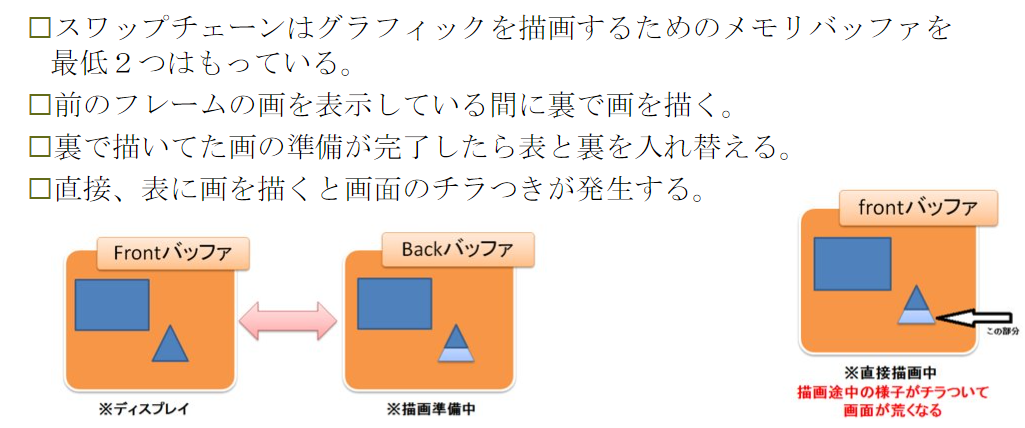 □スワップチェーンはグラフィックを描画するためのメモリバッファを
最低２つはもっている。
□前のフレームの画を表示している間に裏で画を描く。
□裏で描いてた画の準備が完了したら表と裏を入れ替える。
□直接、表に画を描くと画面のチラつきが発生する。
Frontバッファ
Backバッファ
frontバッファ
この部分
※ディスプレイ
※描画準備中
※直接描画中
描画途中の様子がチラついて
画面が荒くなる